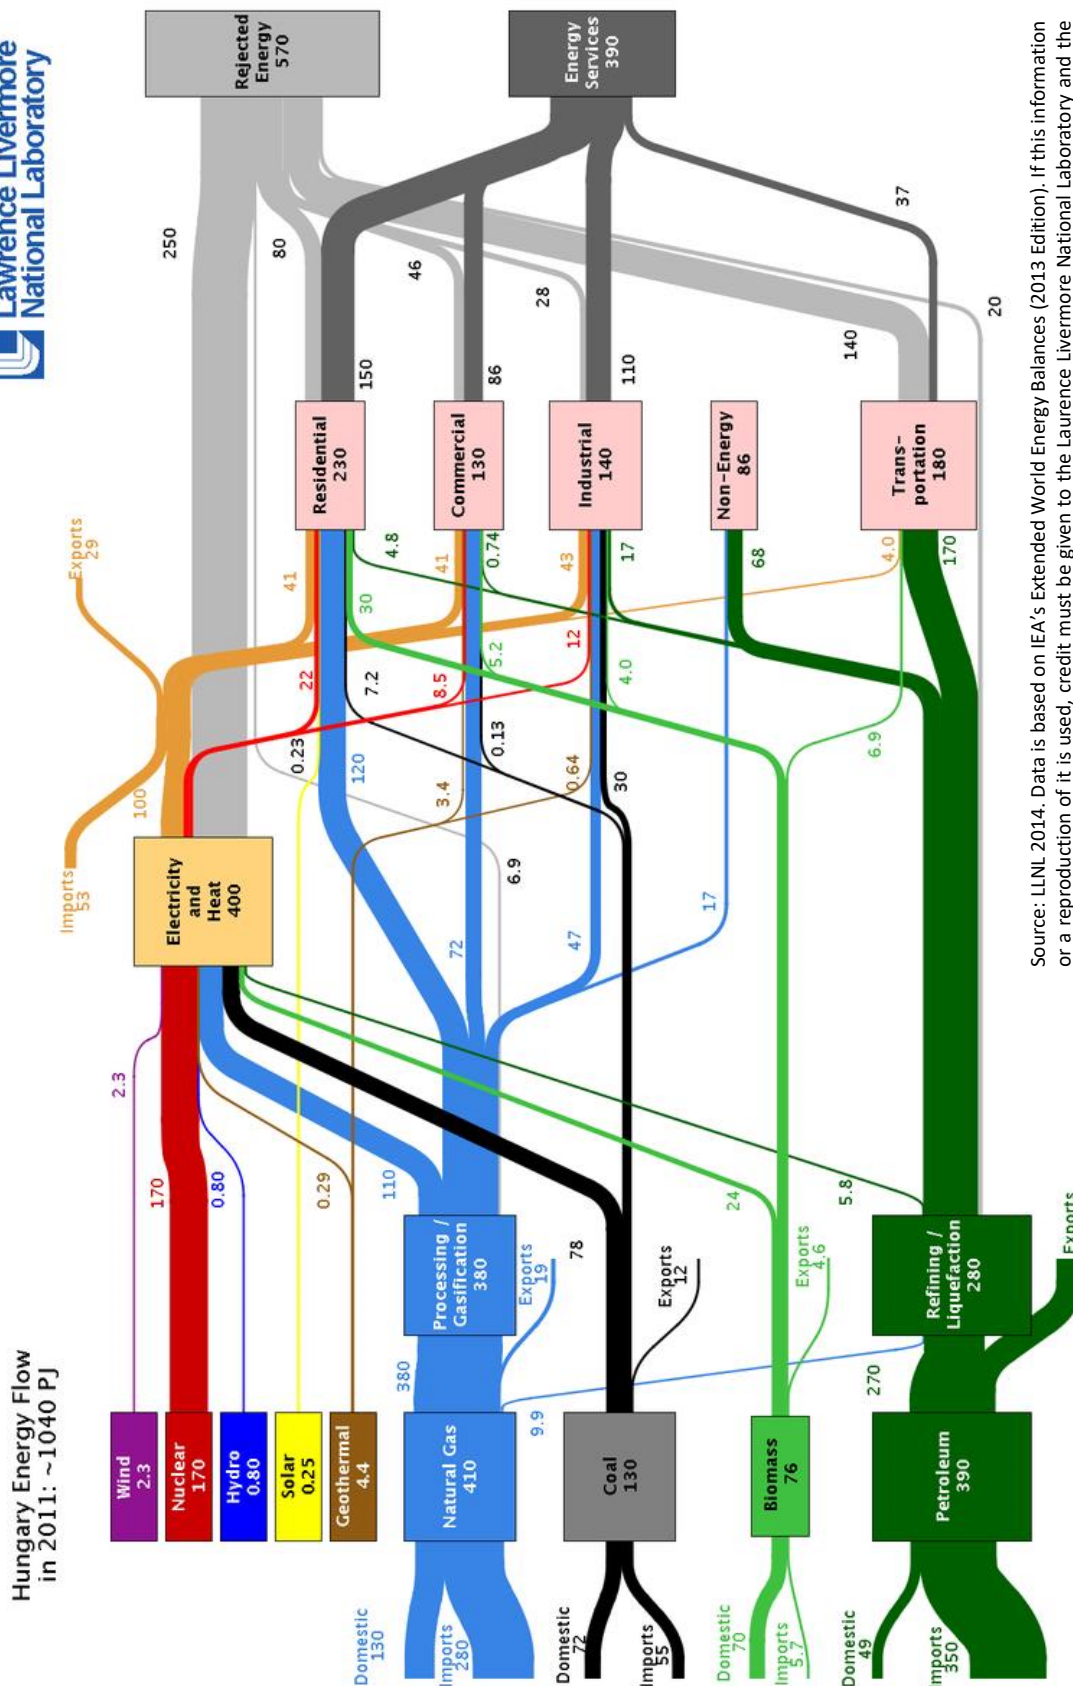 Hungary Energy Flow
in 2011: ~1040 PJ
Lawrence Livermore
National Laboratory
Wind
2.3
Nuclear
170
Hydro
0.80
Solar
0.25
Geothermal
4.4
Natural Gas
410
Coal
130
Biomass
76
Petroleum
390
Domestic
130
Imports
280
Domestic
72
Imports
55
Domestic
70
Imports
5.7
Domestic
49
Imports
350
2.3
170
0.80
0.29
380
9.9
110
Processing /
Gasification
380
Exports
19
78
Exports
12
24
Exports
4.6
5.8
270
Refining /
Liquefaction
280
Exports
Imports
53
Exports
29
Electricity
and
Heat
400
100
0.23
22
41
120
7.2
30
4.8
72
3.4
8.5
41
5.2
0.74
0.13
47
0.64
12
43
30
4.0
17
6.9
17
68
6.9
4.0
170
Residential
230
Commercial
130
Industrial
140
Non-Energy
86
Trans-
portation
180
250
80
150
46
86
28
110
140
37
20
Rejected
Energy
570
Energy
Services
390
Source: LLNL 2014. Data is based on IEA's Extended World Energy Balances (2013 Edition). If this information
or a reproduction of it is used, credit must be given to the Laurence Livermore National Laboratory and the